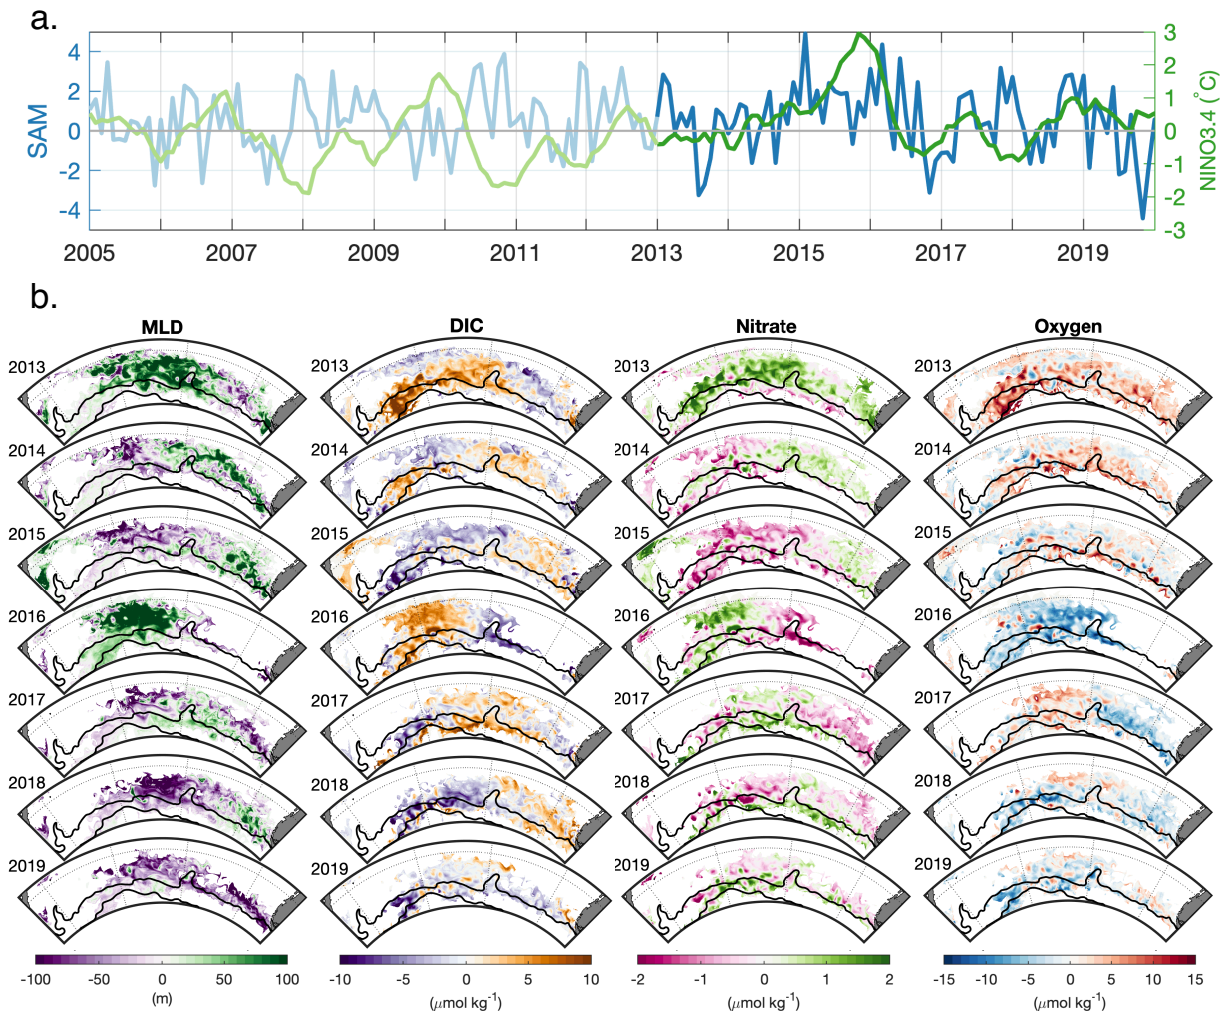 a.
SAM
4
2
0
-2
-4
3
2
1
0
-1
-2
-3
NINO3.4 (°C)
2005 2007 2009 2011 2013 2015 2017 2019
b.
MLD DIC Nitrate Oxygen
2013 2013 2013 2013
2014 2014 2014 2014
2015 2015 2015 2015
2016 2016 2016 2016
2017 2017 2017 2017
2018 2018 2018 2018
2019 2019 2019 2019
-100 -50 0 50 100 -10 -5 0 5 10 -2 -1 0 1 2 -15 -10 -5 0 5 10 15
(m) (μmol kg⁻¹) (μmol kg⁻¹) (μmol kg⁻¹)